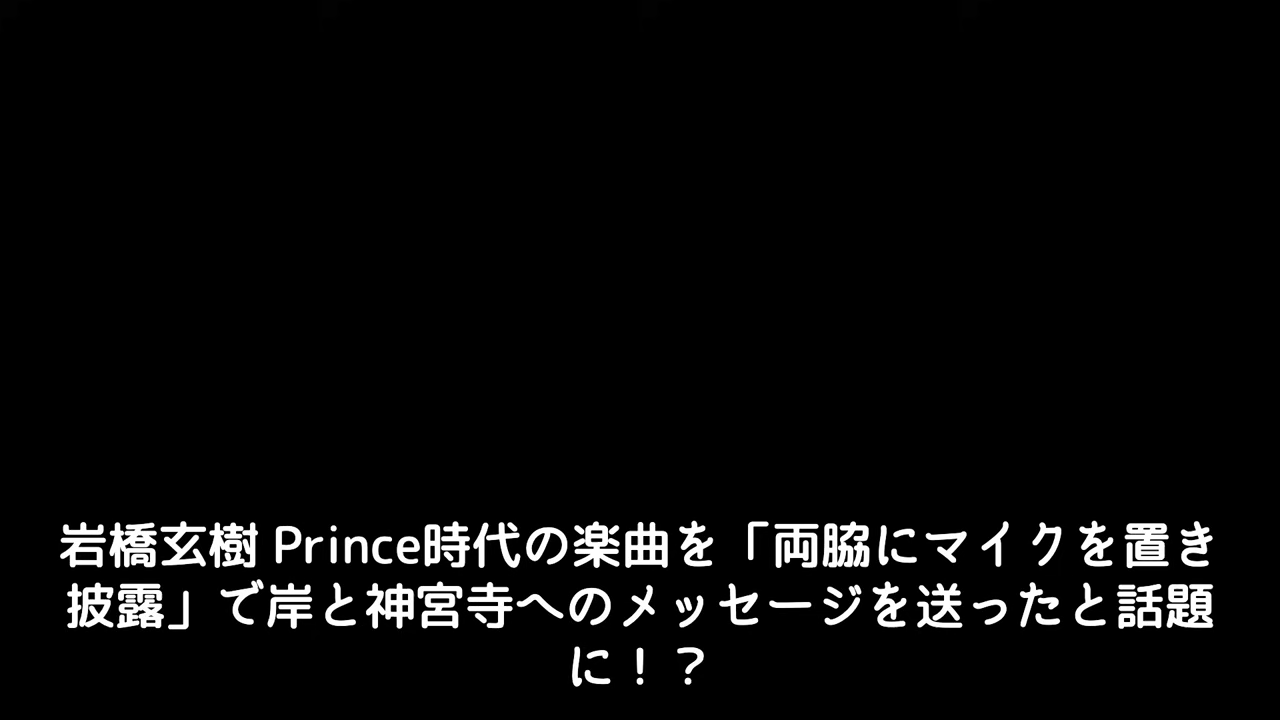 岩橋玄樹 Prince時代の楽曲を「両脇にマイクを置き
披露」で岸と神宮寺へのメッセージを送ったと話題
に！？